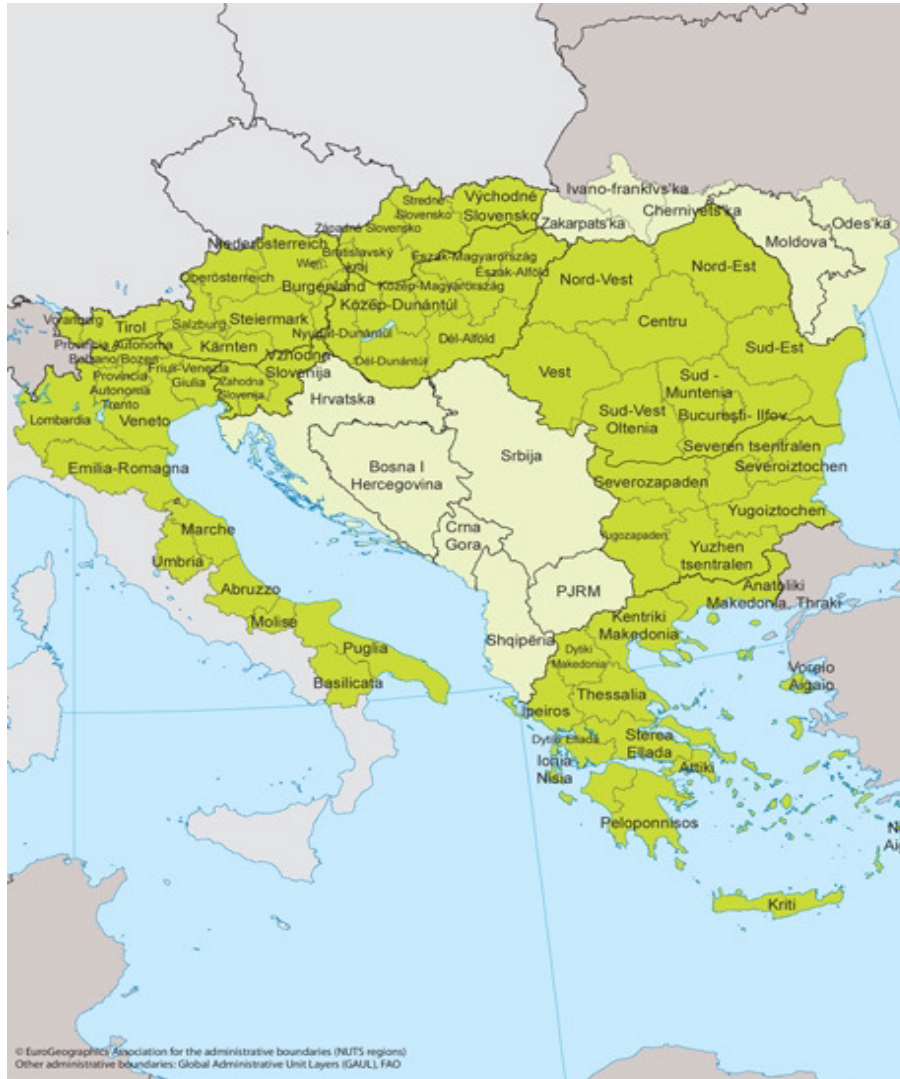 Ivano-frankivs'ka
Východné
Slovensko
Stredné
Slovensko
Chernivets'ka
Odes'ka
Zakarpats'ka
Západné Slovensko
Moldova
Niederösterreich
Wien
Bratislavský
kraj
Észak-Magyarország
Észak-Alföld
Nord-Vest
Nord-Est
Oberösterreich
Burgenland
Közép-Magyarország
Közép-Dunántúl
Vorarlberg
Tirol
Salzburg
Steiermark
Nyugat-Dunántúl
Dél-Alföld
Centru
Provincia Autonoma
Bolzano/Bozen
Kärnten
Vzhodna
Slovenija
Dél-Dunántúl
Sud-Est
Friuli-Venezia
Giulia
Zahodna
Slovenija
Vest
Provincia
Autonoma
Trento
Sud -
Muntenia
Hrvatska
Lombardia
Veneto
Sud-Vest
Oltenia
Bucureşti- Ilfov
Severen tsentralen
Srbija
Emilia-Romagna
Bosna I
Hercegovina
Severozapaden
Severoiztochen
Yugoiztochen
Marche
Crna
Gora
Yugozapaden
Yuzhen
tsentralen
Umbria
Abruzzo
PJRM
Anatoliki
Makedonia, Thraki
Molise
Kentriki
Makedonia
Puglia
Shqipëria
Dytiki
Makedonia
Basilicata
Voreio
Aigaio
Thessalia
Ipeiros
Dytiki Ellada
Sterea
Ellada
Ionia
Nisia
Attiki
Peloponnisos
Kriti
© EuroGeographics Association for the administrative boundaries (NUTS regions)
Other administrative boundaries: Global Administrative Unit Layers (GAUL), FAO